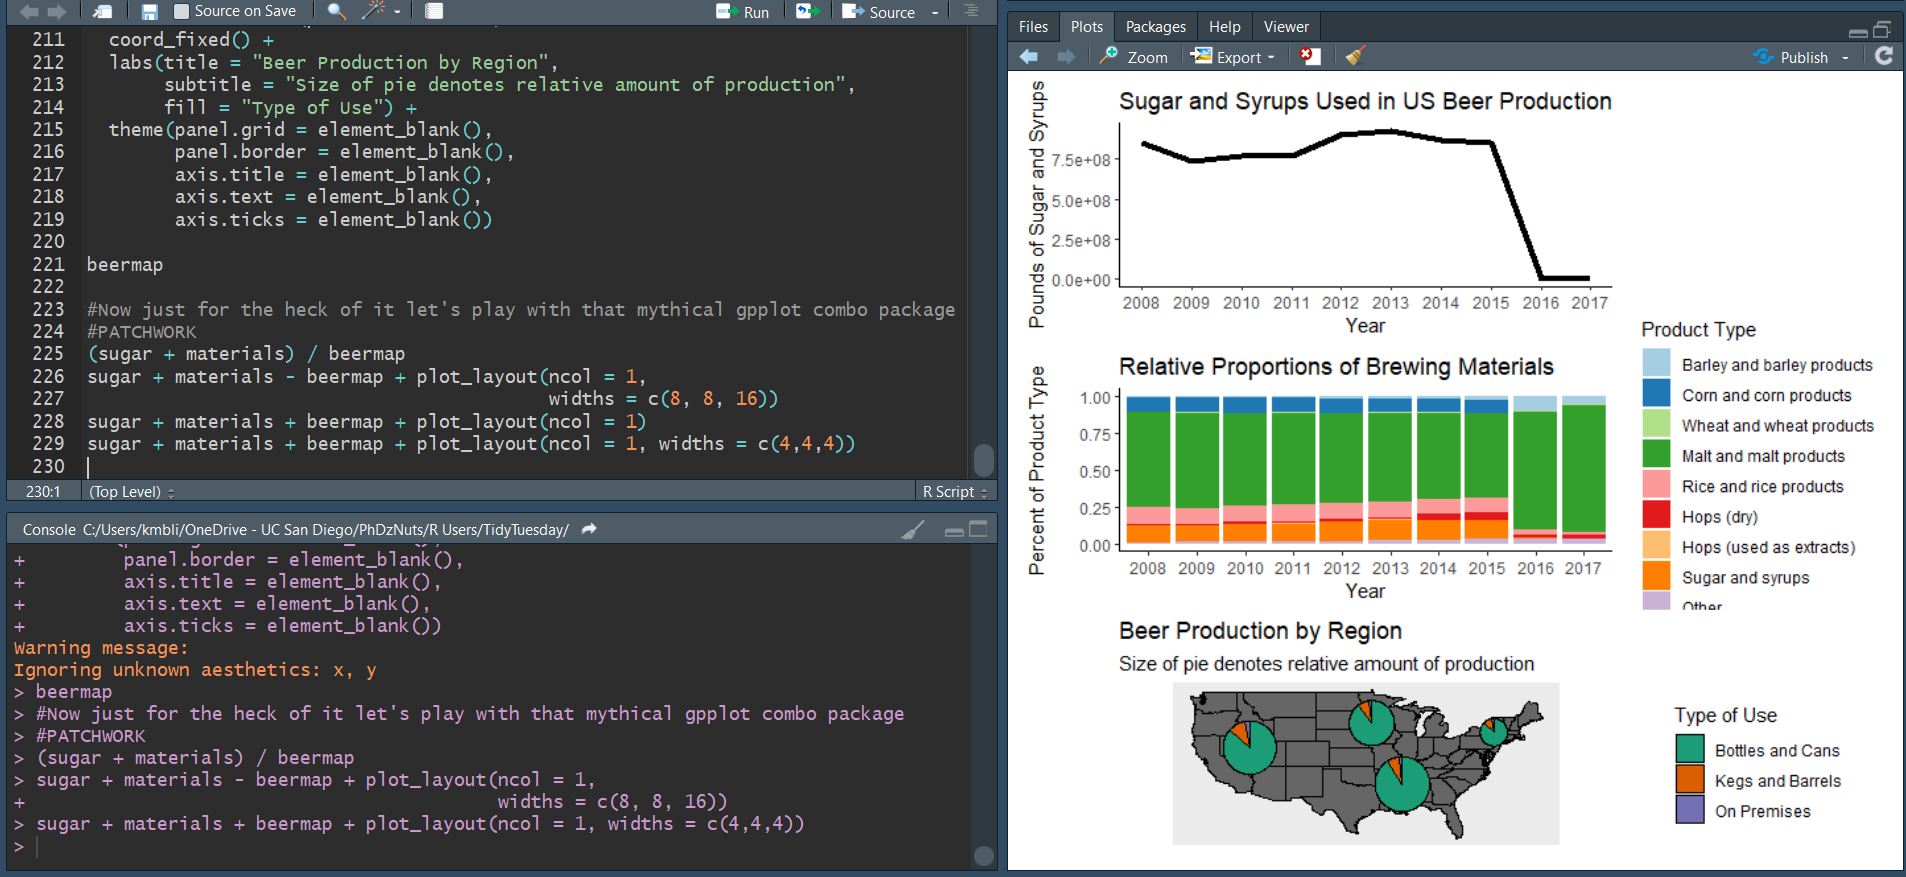 Source on Save
Run
Source
211 coord_fixed() +
212 labs(title = "Beer Production by Region",
213 subtitle = "Size of pie denotes relative amount of production",
214 fill = "Type of Use") +
215 theme(panel.grid = element_blank(),
216 panel.border = element_blank(),
217 axis.title = element_blank(),
218 axis.text = element_blank(),
219 axis.ticks = element_blank())
220
221 beermap
222
223 #Now just for the heck of it let's play with that mythical gpplot combo package
224 #PATCHWORK
225 (sugar + materials) / beermap
226 sugar + materials - beermap + plot_layout(ncol = 1,
227 widths = c(8, 8, 16))
228 sugar + materials + beermap + plot_layout(ncol = 1)
229 sugar + materials + beermap + plot_layout(ncol = 1, widths = c(4,4,4))
230
230:1 (Top Level) R Script
Console C:/Users/kmbli/OneDrive - UC San Diego/PhDzNuts/R Users/TidyTuesday/
+ panel.border = element_blank(),
+ axis.title = element_blank(),
+ axis.text = element_blank(),
+ axis.ticks = element_blank())
Warning message:
Ignoring unknown aesthetics: x, y
> beermap
> #Now just for the heck of it let's play with that mythical gpplot combo package
> #PATCHWORK
> (sugar + materials) / beermap
> sugar + materials - beermap + plot_layout(ncol = 1,
+ widths = c(8, 8, 16))
> sugar + materials + beermap + plot_layout(ncol = 1, widths = c(4,4,4))
>
Files Plots Packages Help Viewer
Zoom Export Publish
Sugar and Syrups Used in US Beer Production
Pounds of Sugar and Syrups
7.5e+08
5.0e+08
2.5e+08
0.0e+00
2008 2009 2010 2011 2012 2013 2014 2015 2016 2017
Year
Relative Proportions of Brewing Materials
Percent of Product Type
1.00
0.75
0.50
0.25
0.00
2008 2009 2010 2011 2012 2013 2014 2015 2016 2017
Year
Product Type
Barley and barley products
Corn and corn products
Wheat and wheat products
Malt and malt products
Rice and rice products
Hops (dry)
Hops (used as extracts)
Sugar and syrups
Other
Beer Production by Region
Size of pie denotes relative amount of production
Type of Use
Bottles and Cans
Kegs and Barrels
On Premises